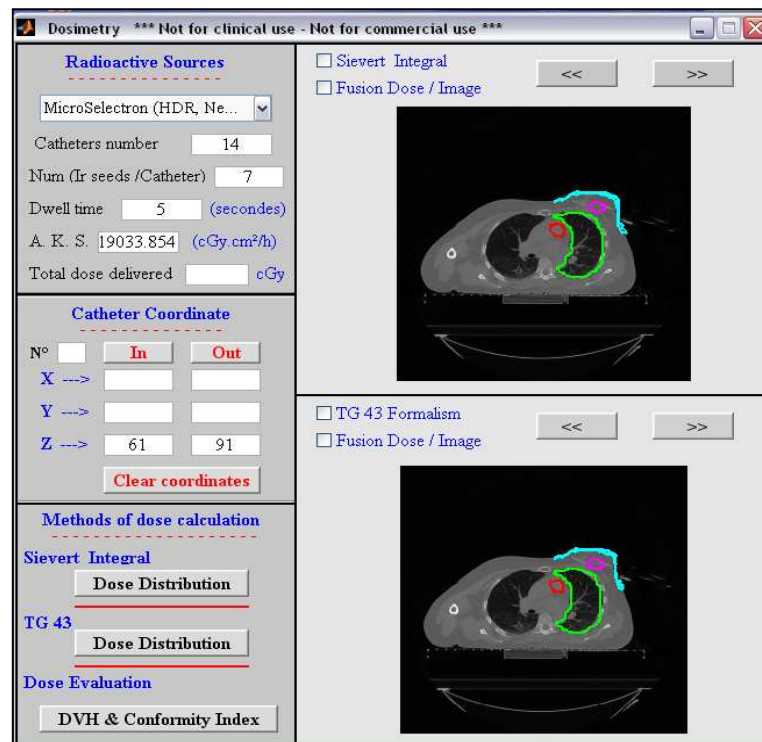 Dosimetry *** Not for clinical use - Not for commercial use ***
Radioactive Sources
MicroSelectron (HDR, Ne...
Catheters number 14
Num (Ir seeds /Catheter) 7
Dwell time 5 (secondes)
A. K. S. 19033.854 (cGy.cm²/h)
Total dose delivered cGy
Catheter Coordinate
N° In Out
X --->
Y --->
Z ---> 61 91
Clear coordinates
Methods of dose calculation
Sievert Integral
Dose Distribution
TG 43
Dose Distribution
Dose Evaluation
DVH & Conformity Index
Sievert Integral
Fusion Dose / Image
<< >>
TG 43 Formalism
Fusion Dose / Image
<< >>